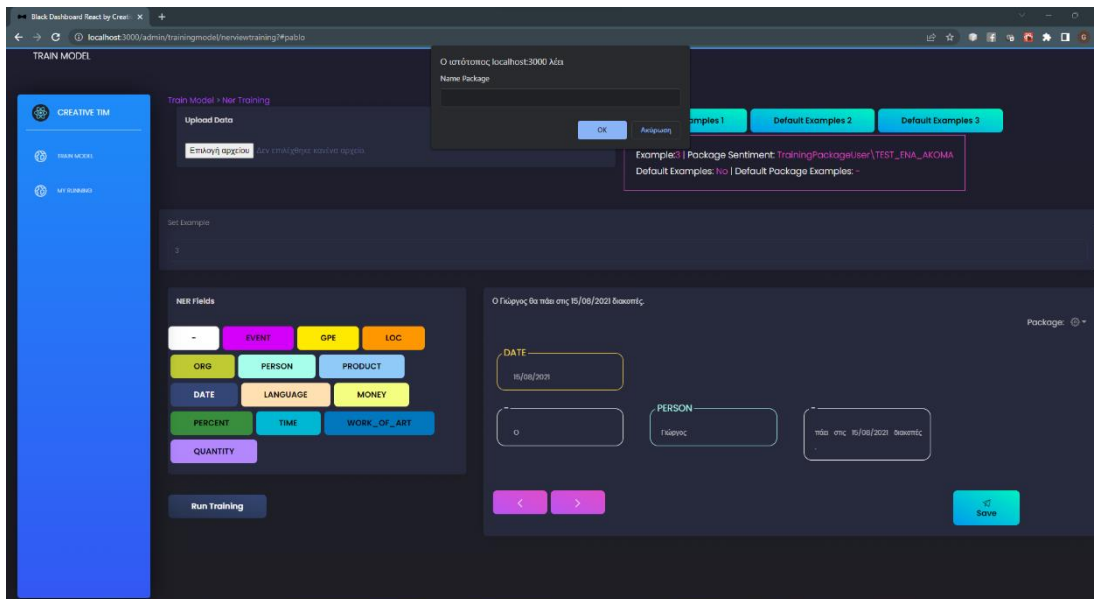 Black Dashboard React by Creati
localhost:3000/admin/trainingmodel/nerviewtraining?#pablo
TRAIN MODEL
Ο ιστότοπος localhost:3000 λέει
Name Package
OK
Ακύρωση
CREATIVE TIM
TRAIN MODEL
MY RUNNING
Train Model > Ner Training
Upload Data
Επιλογή αρχείου Δεν επιλέχθηκε κανένα αρχείο
amples 1
Default Examples 2
Default Examples 3
Example:3 | Package Sentiment: TrainingPackageUser\TEST_ENA_AKOMA
Default Examples: No | Default Package Examples: -
Set Example
3
NER Fields
-
EVENT
GPE
LOC
ORG
PERSON
PRODUCT
DATE
LANGUAGE
MONEY
PERCENT
TIME
WORK_OF_ART
QUANTITY
Run Training
Ο Γιώργος θα πάει στις 15/08/2021 διακοπές.
Package:
DATE
15/08/2021
-
Ο
PERSON
Γιώργος
-
πάει στις 15/08/2021 διακοπές
.
<
>
Save